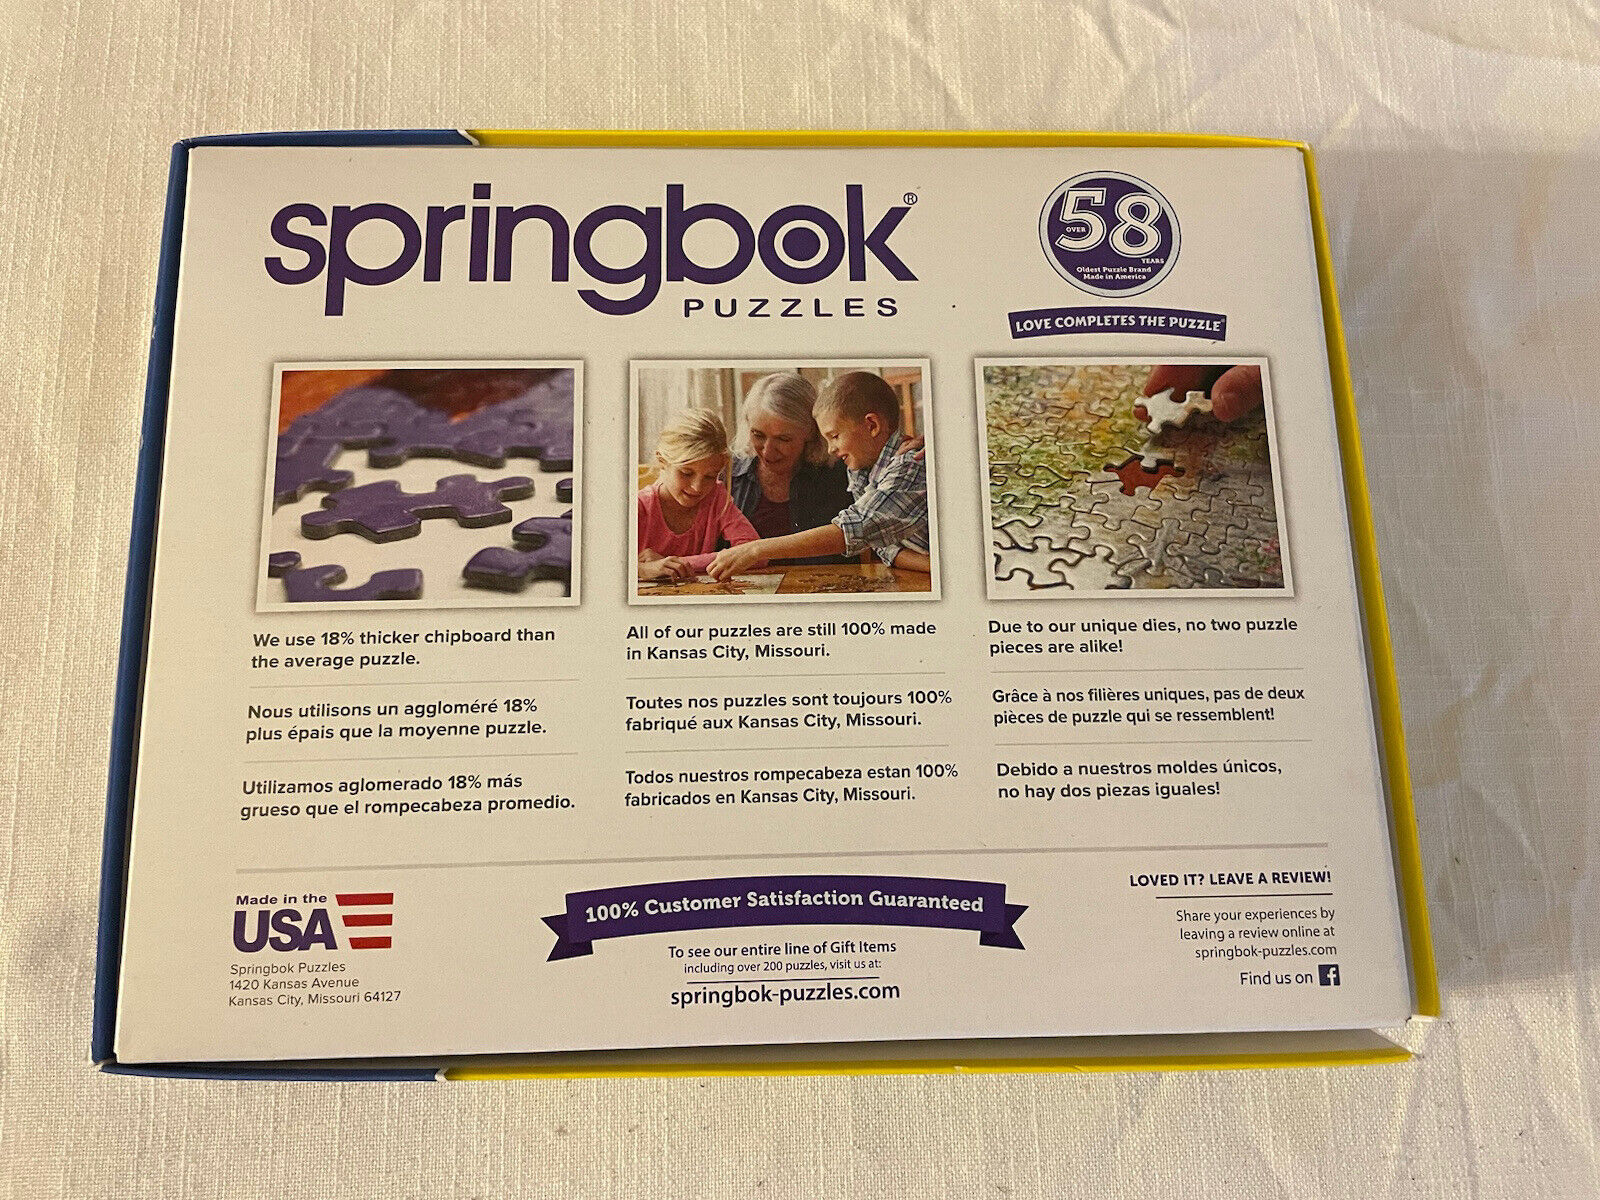 springbok®
PUZZLES
OVER
58
YEARS
Oldest Puzzle Brand
Made in America
LOVE COMPLETES THE PUZZLE®
We use 18% thicker chipboard than
the average puzzle.
Nous utilisons un aggloméré 18%
plus épais que la moyenne puzzle.
Utilizamos aglomerado 18% más
grueso que el rompecabeza promedio.
All of our puzzles are still 100% made
in Kansas City, Missouri.
Toutes nos puzzles sont toujours 100%
fabriqué aux Kansas City, Missouri.
Todos nuestros rompecabeza estan 100%
fabricados en Kansas City, Missouri.
Due to our unique dies, no two puzzle
pieces are alike!
Grâce à nos filières uniques, pas de deux
pièces de puzzle qui se ressemblent!
Debido a nuestros moldes únicos,
no hay dos piezas iguales!
Made in the
USA
Springbok Puzzles
1420 Kansas Avenue
Kansas City, Missouri 64127
100% Customer Satisfaction Guaranteed
To see our entire line of Gift Items
including over 200 puzzles, visit us at:
springbok-puzzles.com
LOVED IT? LEAVE A REVIEW!
Share your experiences by
leaving a review online at
springbok-puzzles.com
Find us on f